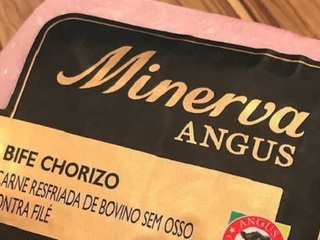 Minerva
ANGUS
BIFE CHORIZO
CARNE RESFRIADA DE BOVINO SEM OSSO
ONTRA FILÉ
ANGUS